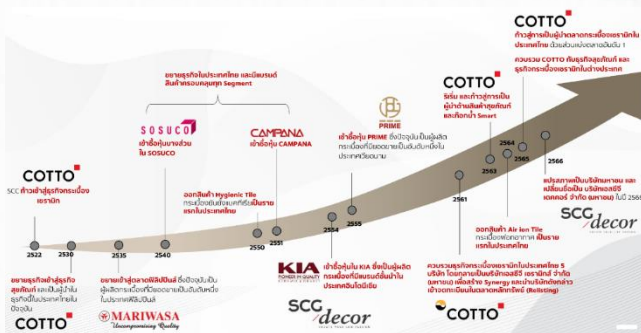 COTTO
ก้าวสู่การเป็นผู้นำตลาดกระเบื้องเซรามิกใน
ประเทศไทย ด้วยส่วนแบ่งตลาดอันดับ 1
ควบรวม COTTO กับธุรกิจสุขภัณฑ์ และ
ธุรกิจกระเบื้องเซรามิกในต่างประเทศ
ขยายธุรกิจในประเทศไทย และมีแบรนด์
สินค้าครอบคลุมทุก Segment
SOSUCO
เข้าซื้อหุ้นบางส่วน
ใน SOSUCO
CAMPANA
เข้าซื้อหุ้น CAMPANA
PRIME
เข้าซื้อหุ้น PRIME ซึ่งปัจจุบันเป็นผู้ผลิต
กระเบื้องที่มียอดขายเป็นอันดับหนึ่งใน
ประเทศเวียดนาม
COTTO
ริเริ่ม และก้าวสู่การเป็น
ผู้นำด้านสินค้าสุขภัณฑ์
และก๊อกน้ำ Smart
COTTO
SCC ก้าวเข้าสู่ธุรกิจกระเบื้อง
เซรามิก
ออกสินค้า Hygienic Tile
กระเบื้องยับยั้งแบคทีเรียเป็นราย
แรกในประเทศไทย
2522
2530
2535
2540
2550
2551
2554
2555
2561
2563
2564
2565
2566
แปรสภาพเป็นบริษัทมหาชน และ
เปลี่ยนชื่อเป็น บริษัทเอสซีจี
เดคคอร์ จำกัด (มหาชน) ในปี 2566
SCG decor
ขยายธุรกิจเข้าสู่ธุรกิจ
สุขภัณฑ์ และเป็นผู้นำใน
ธุรกิจนี้ในประเทศไทยใน
ปัจจุบัน
COTTO
ขยายเข้าสู่ตลาดฟิลิปปินส์ ซึ่งปัจจุบันเป็น
ผู้ผลิตกระเบื้องที่มียอดขายเป็นอันดับหนึ่ง
ในประเทศฟิลิปปินส์
MARIWASA
Uncompromising Quality
KIA
เข้าซื้อหุ้นใน KIA ซึ่งเป็นผู้ผลิต
กระเบื้องที่มีแบรนด์ชั้นนำใน
ประเทศอินโดนีเซีย
SCG decor
ออกสินค้า Air ion Tile
กระเบื้องฟอกอากาศ เป็นราย
แรกในประเทศไทย
ควบรวมธุรกิจกระเบื้องเซรามิกในประเทศไทย 5
บริษัท โดยกลายเป็นบริษัทเอสซีจี เซรามิกส์ จำกัด
(มหาชน) เพื่อสร้าง Synergy และนำบริษัทดังกล่าว
เข้าจดทะเบียนในตลาดหลักทรัพย์ (Relisting)
COTTO